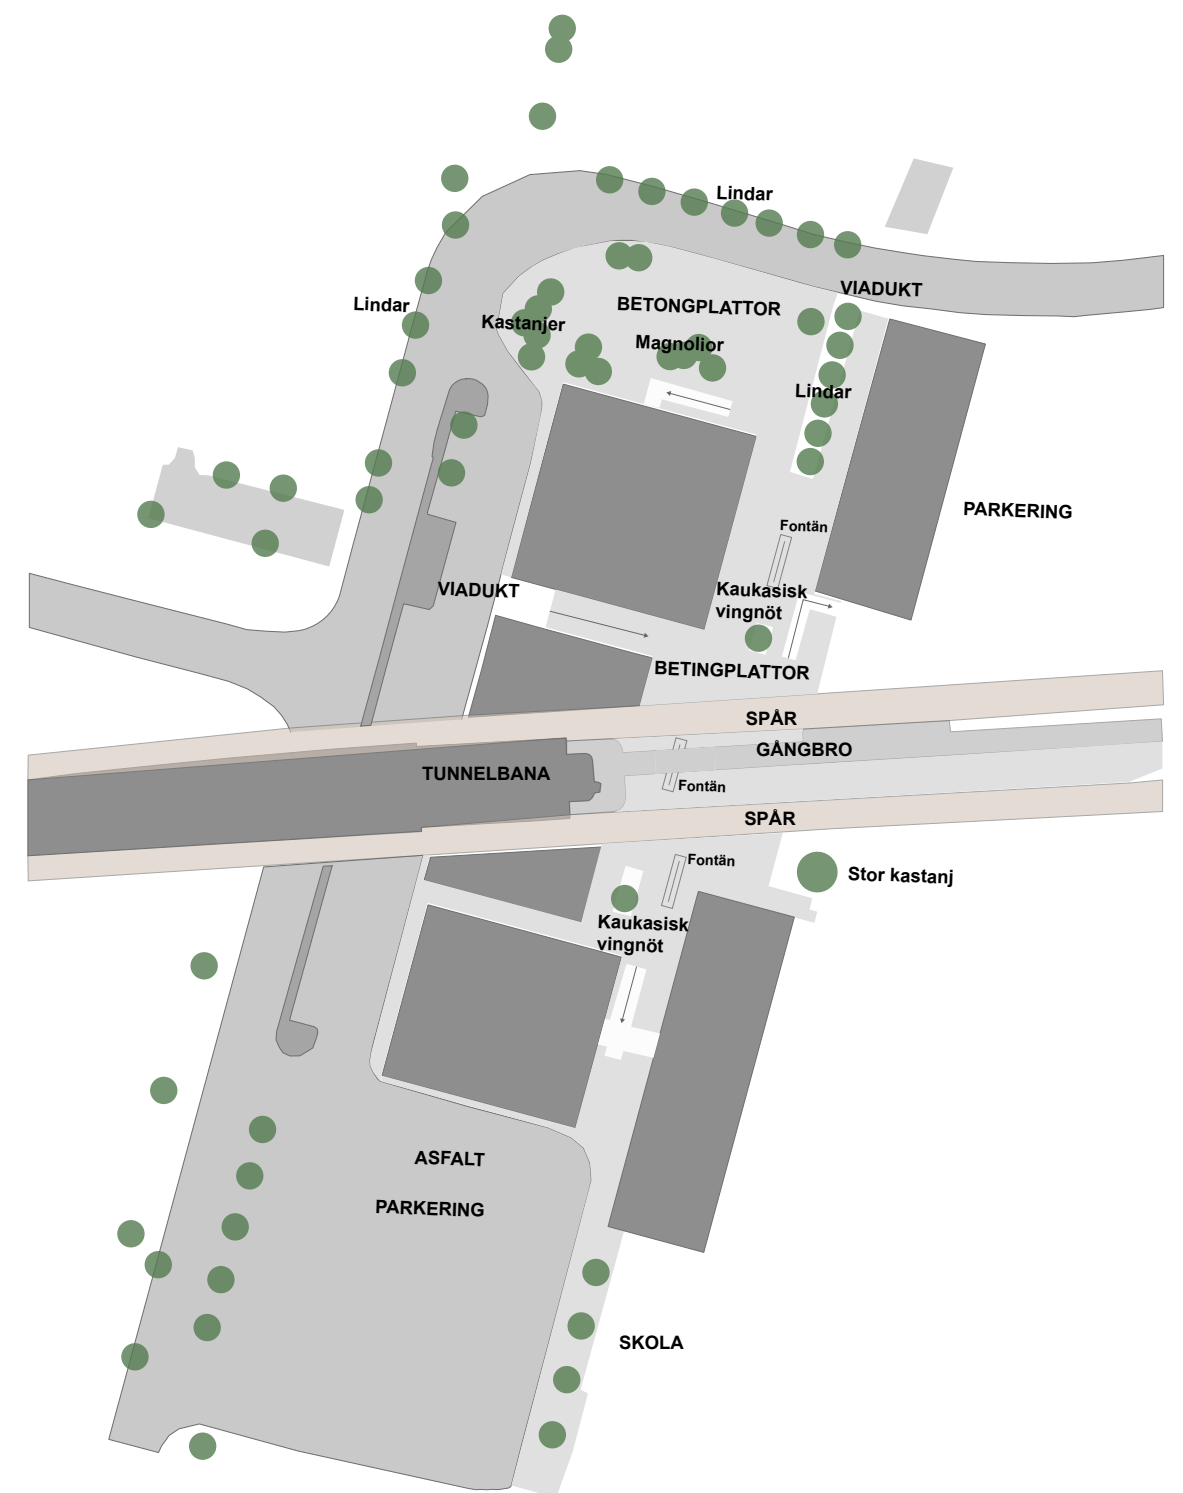 Lindar
VIADUKT
Lindar
BETONGPLATTOR
Kastanjer
Magnolior
Lindar
PARKERING
Fontän
VIADUKT
Kaukasisk
vingnöt
BETINGPLATTOR
SPÅR
GÅNGBRO
TUNNELBANA
Fontän
SPÅR
Fontän
Stor kastanj
Kaukasisk
vingnöt
ASFALT
PARKERING
SKOLA